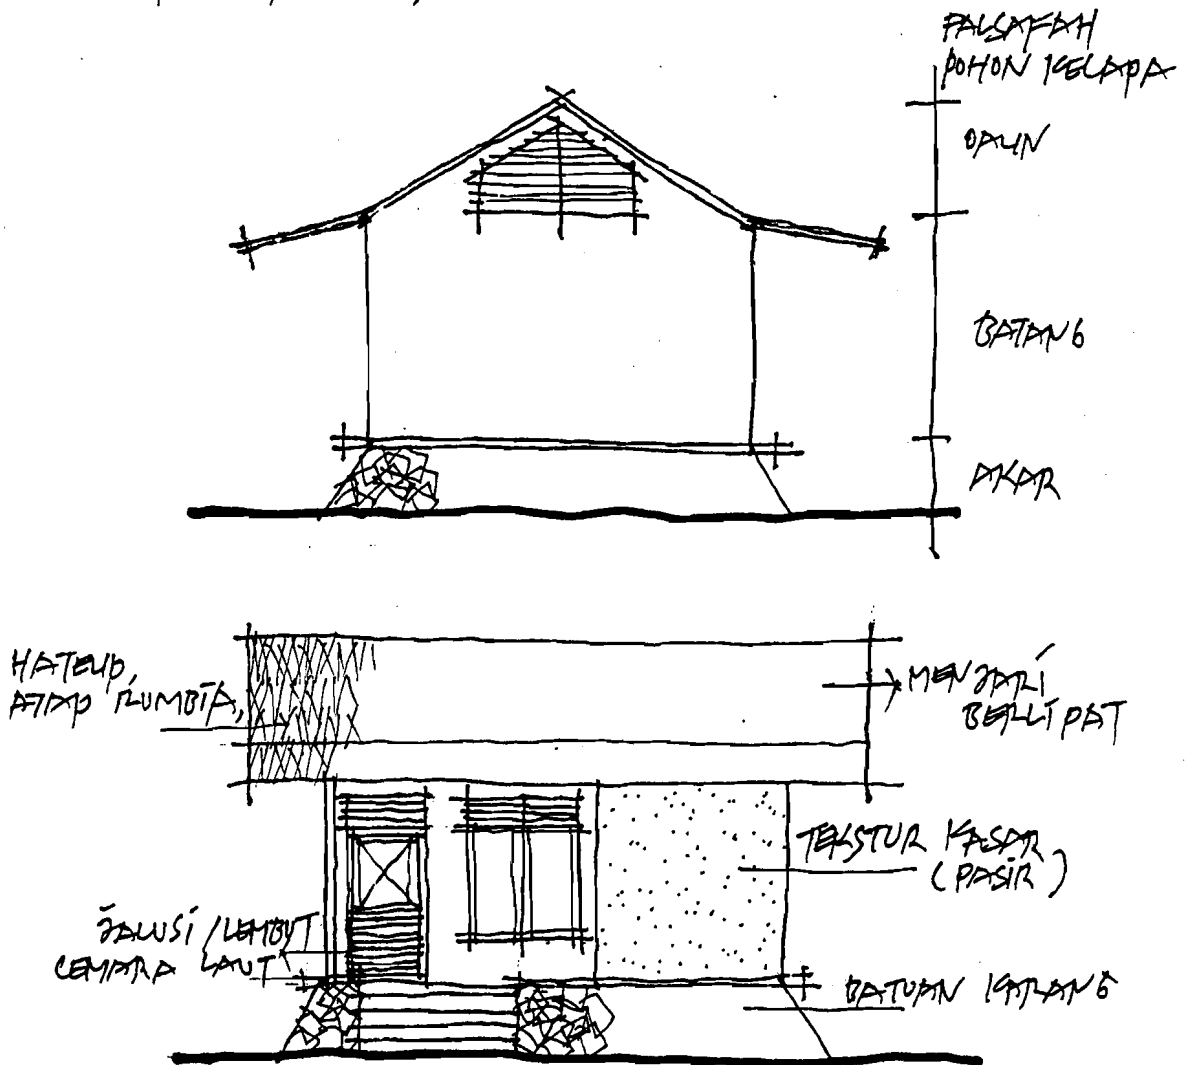 FALSAFAH
POHON KELAPA
DAUN
BATANG
AKAR
HATEUP,
ATAP RUMBIA,
MENJARI
BERLIPAT
TEKSTUR KASAR
(PASIR)
JALUSI/LEMBUT
CEMARA LAUT
BATUAN KARANG